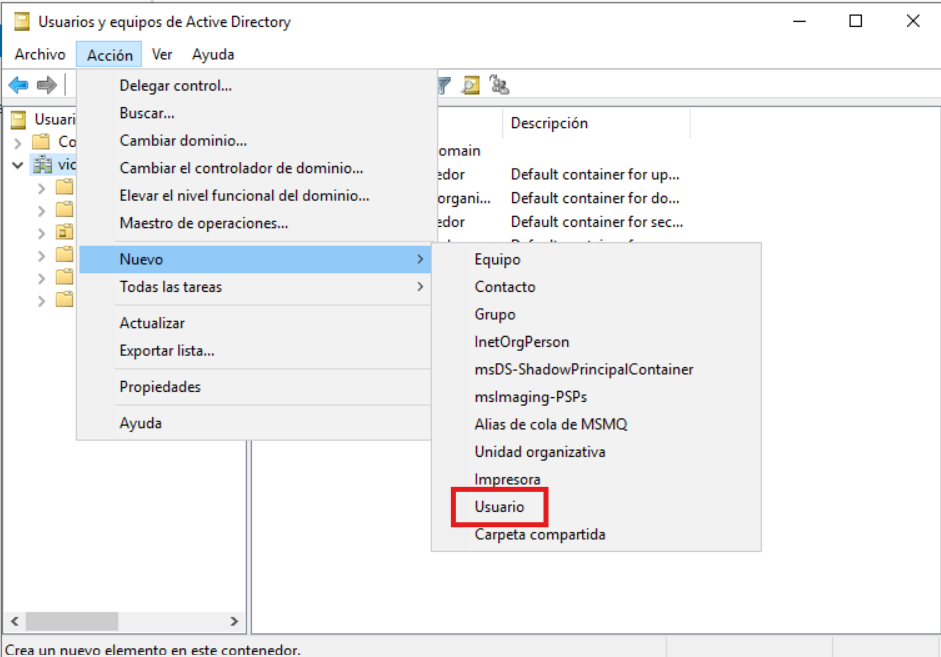 Usuarios y equipos de Active Directory
Archivo Acción Ver Ayuda
Delegar control...
Buscar...
Cambiar dominio...
Cambiar el controlador de dominio...
Elevar el nivel funcional del dominio...
Maestro de operaciones...
Nuevo
Todas las tareas
Actualizar
Exportar lista...
Propiedades
Ayuda
Usuari
Co
vic
Descripción
omain
edor Default container for up...
organi... Default container for do...
edor Default container for sec...
Equipo
Contacto
Grupo
InetOrgPerson
msDS-ShadowPrincipalContainer
msImaging-PSPs
Alias de cola de MSMQ
Unidad organizativa
Impresora
Usuario
Carpeta compartida
Crea un nuevo elemento en este contenedor.